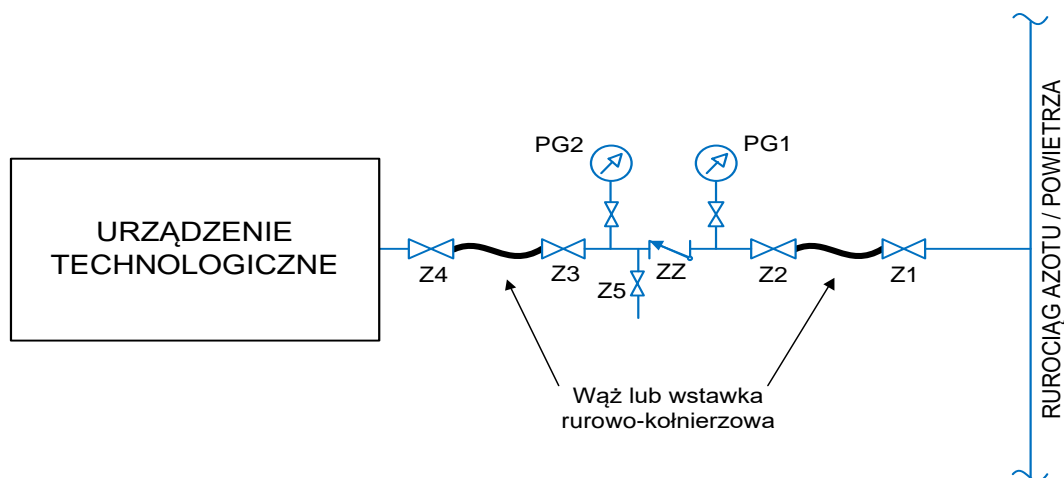 PG2
PG1
URZĄDZENIE
TECHNOLOGICZNE
Z4
Z3
Z5
ZZ
Z2
Z1
Wąż lub wstawka
rurowo-kołnierzowa
RUROCIĄG AZOTU / POWIETRZA